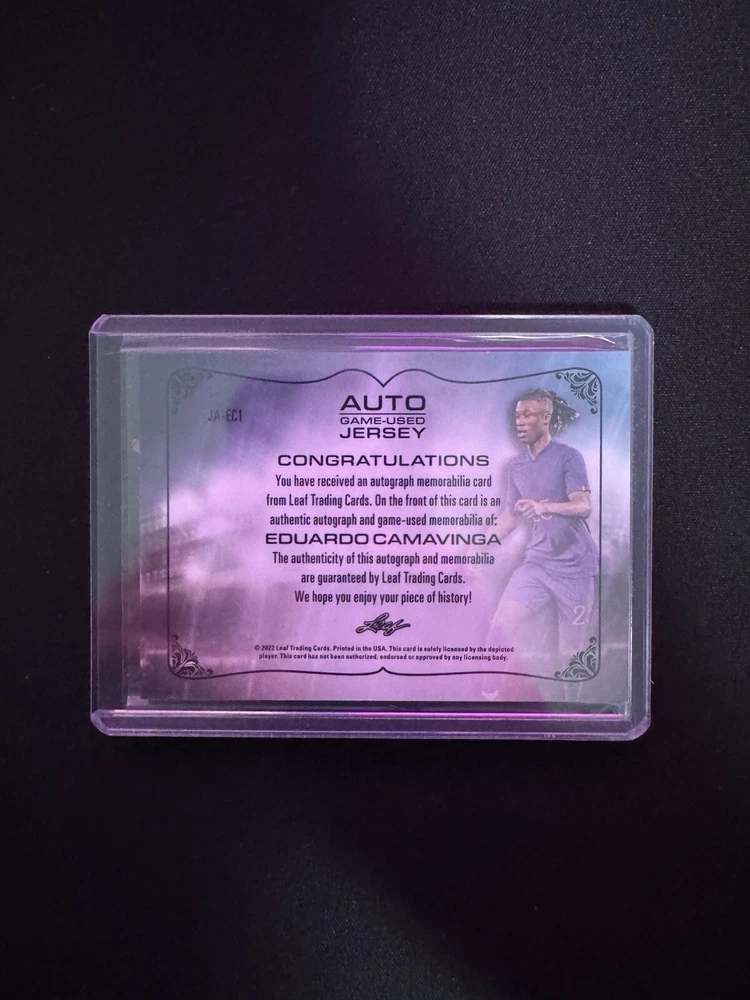 JA-EC1
AUTO
GAME-USED
JERSEY
CONGRATULATIONS
You have received an autograph memorabilia card
from Leaf Trading Cards. On the front of this card is an
authentic autograph and game-used memorabilia of:
EDUARDO CAMAVINGA
The authenticity of this autograph and memorabilia
are guaranteed by Leaf Trading Cards.
We hope you enjoy your piece of history!
Leaf
© 2022 Leaf Trading Cards. Printed in the USA. This card is solely licensed by the depicted
player. This card has not been authorized, endorsed or approved by any licensing body.
2